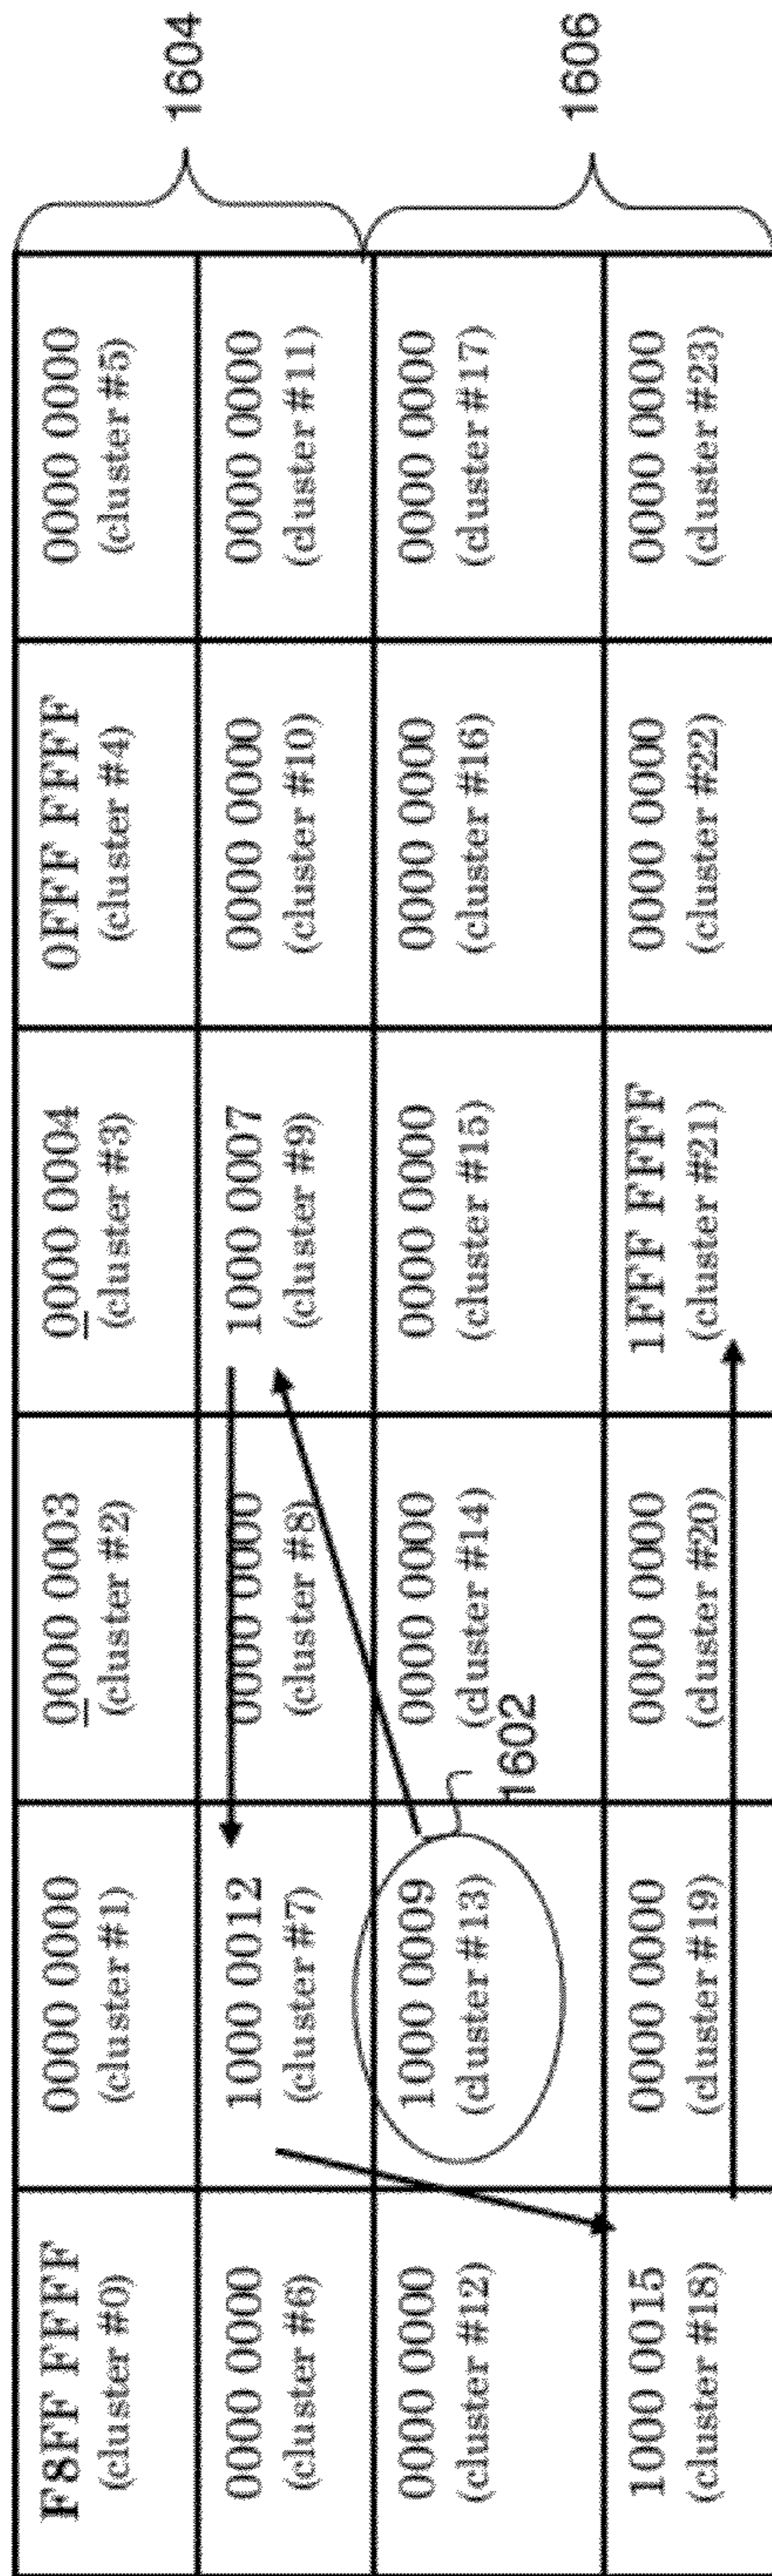 F8FF FFFF
(cluster #0)
0000 0000
(cluster #1)
0000 0003
(cluster #2)
0000 0004
(cluster #3)
0FFF FFFF
(cluster #4)
0000 0000
(cluster #5)
1604
0000 0000
(cluster #6)
1000 0012
(cluster #7)
0000 0000
(cluster #8)
1000 0007
(cluster #9)
0000 0000
(cluster #10)
0000 0000
(cluster #11)
0000 0000
(cluster #12)
1000 0009
(cluster #13)
1602
0000 0000
(cluster #14)
0000 0000
(cluster #15)
0000 0000
(cluster #16)
0000 0000
(cluster #17)
1606
1000 0015
(cluster #18)
0000 0000
(cluster #19)
0000 0000
(cluster #20)
1FFF FFFF
(cluster #21)
0000 0000
(cluster #22)
0000 0000
(cluster #23)